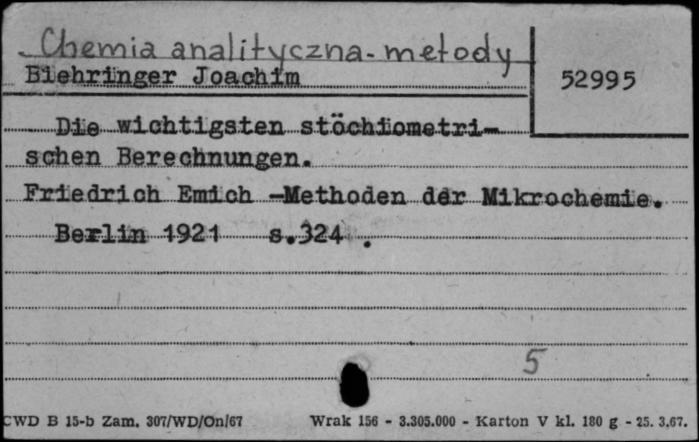 Chemia analityczna-metody
Biehringer Joachim
52995
Die wichtigsten stöchiometri-
schen Berechnungen.
Friedrich Emich -Methoden der Mikrochemie.
Berlin 1921 s.324 .
5
CWD B 15-b Zam. 307/WD/On/67 Wrak 156 - 3.305.000 - Karton V kl. 180 g - 25. 3.67.